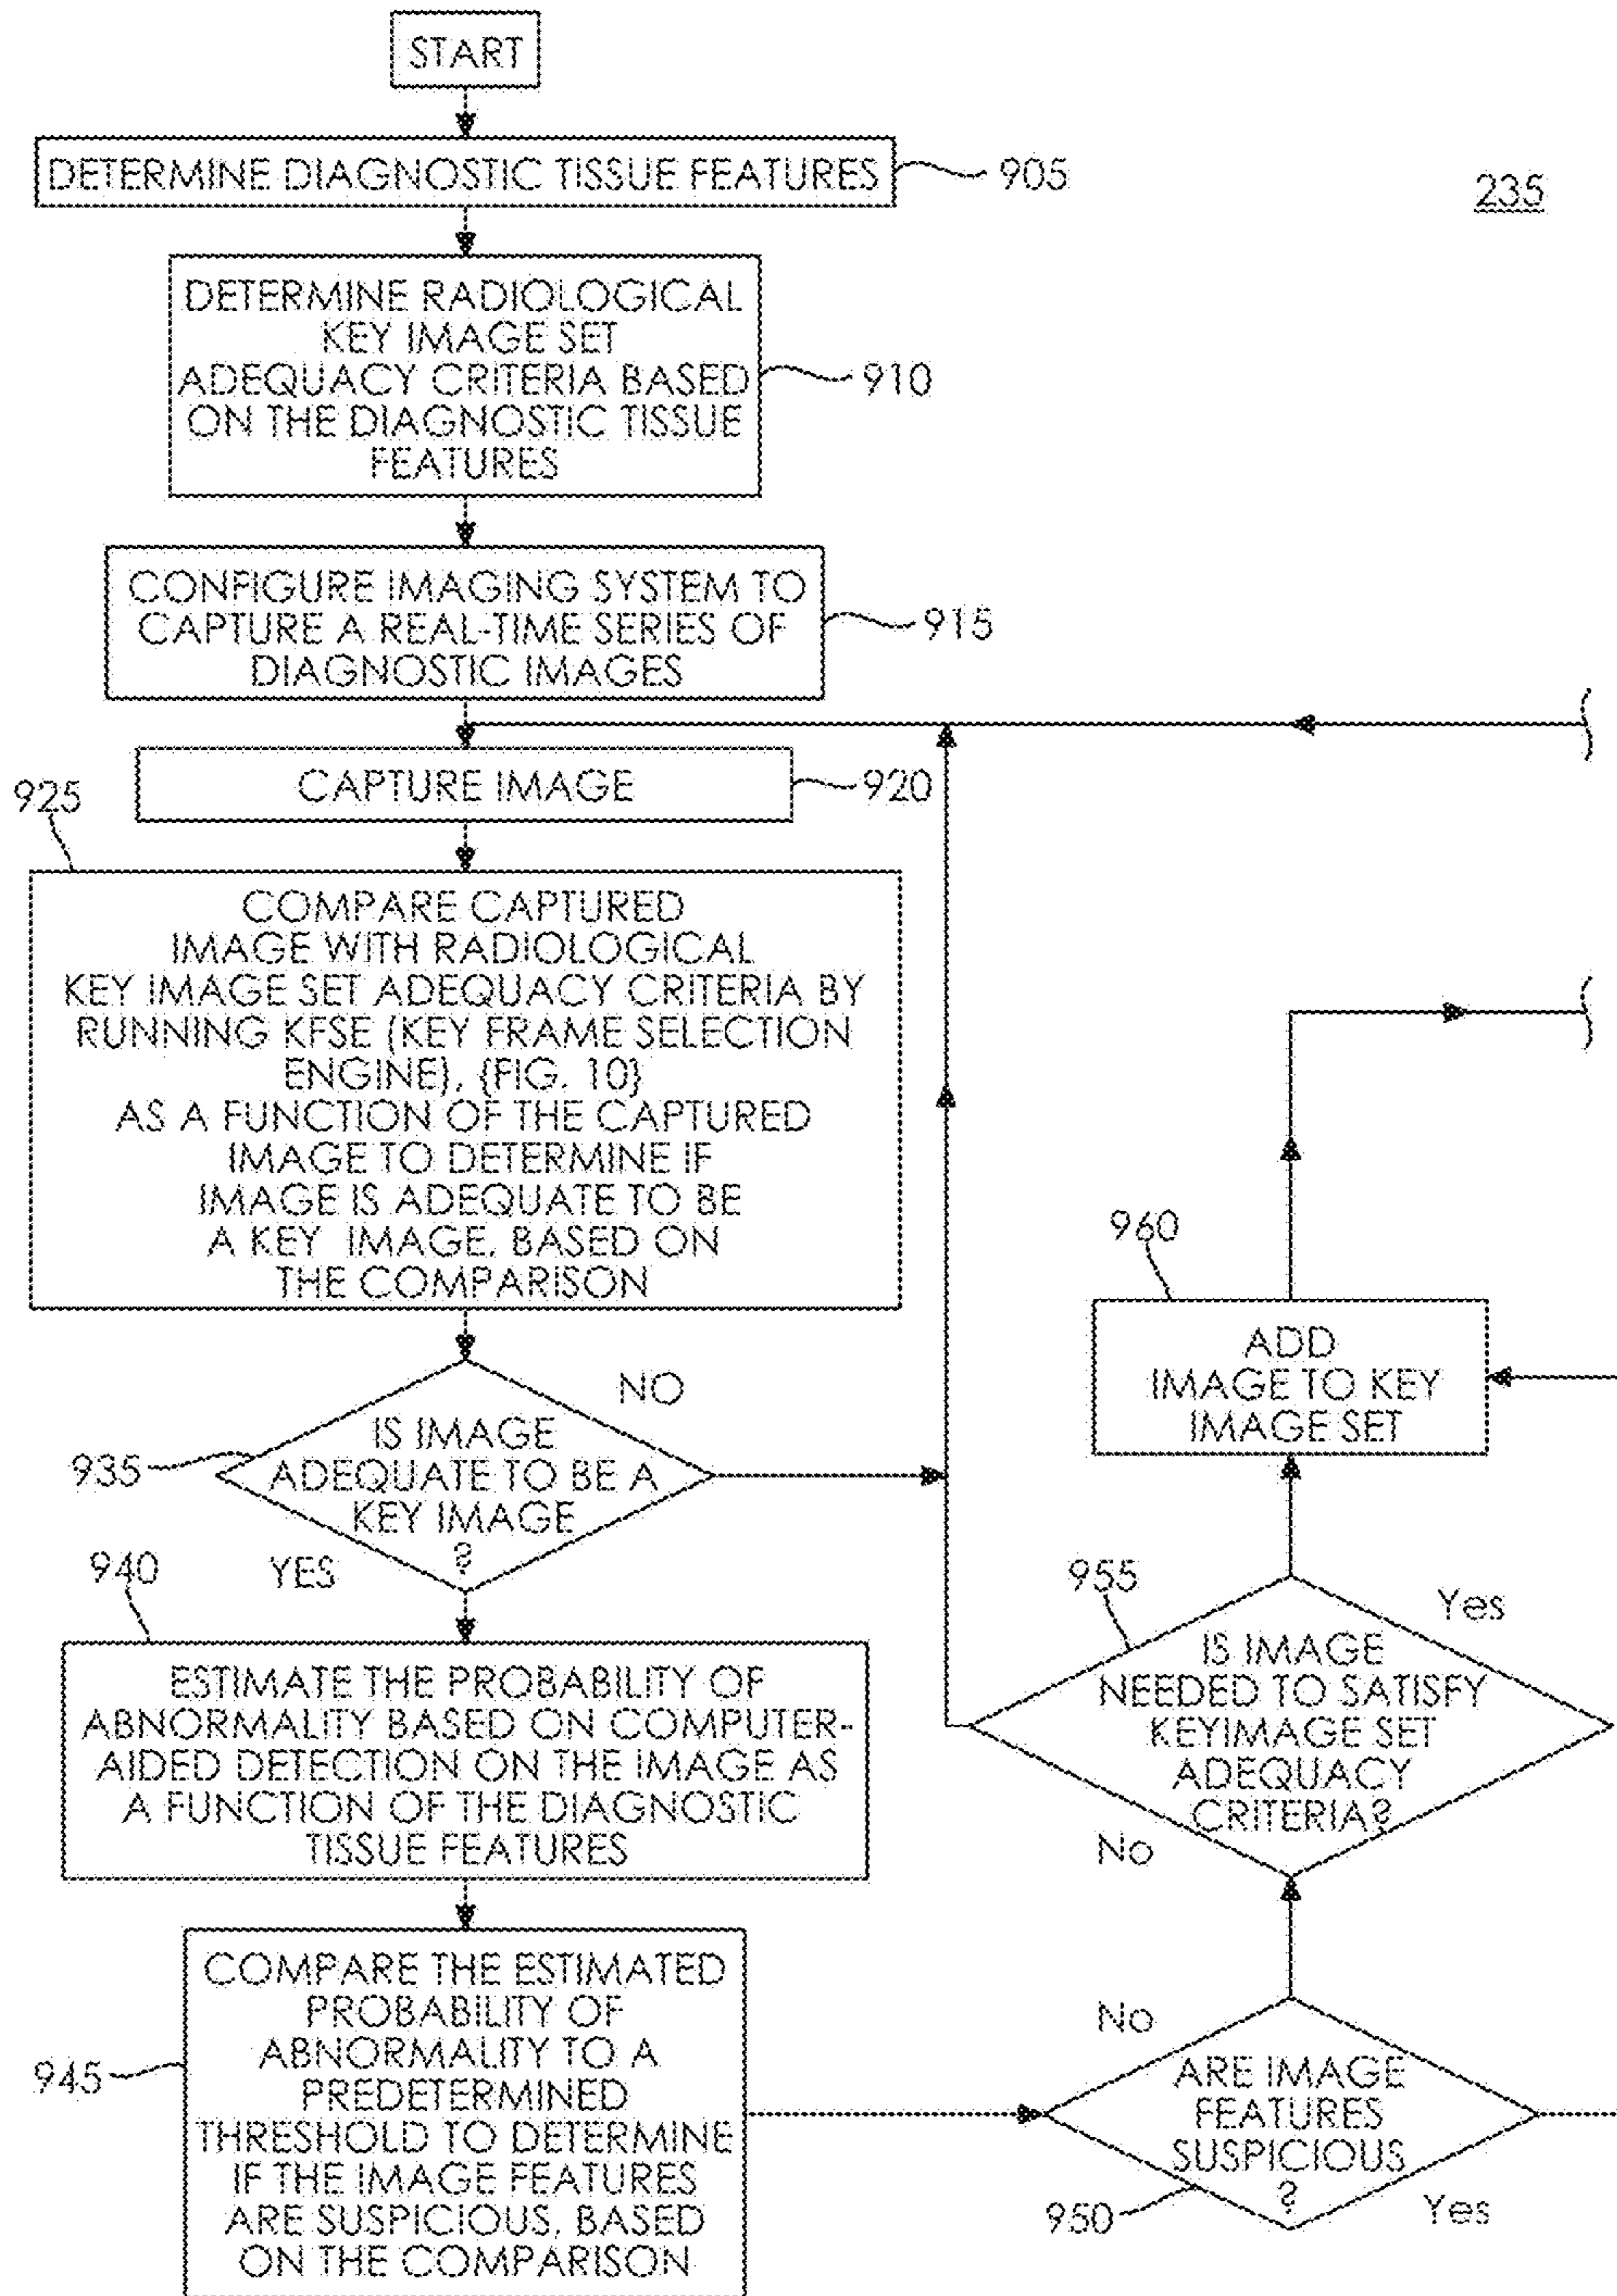 START
DETERMINE DIAGNOSTIC TISSUE FEATURES
905
235
DETERMINE RADIOLOGICAL
KEY IMAGE SET
ADEQUACY CRITERIA BASED
ON THE DIAGNOSTIC TISSUE
FEATURES
910
CONFIGURE IMAGING SYSTEM TO
CAPTURE A REAL-TIME SERIES OF
DIAGNOSTIC IMAGES
915
CAPTURE IMAGE
920
925
COMPARE CAPTURED
IMAGE WITH RADIOLOGICAL
KEY IMAGE SET ADEQUACY CRITERIA BY
RUNNING KFSE (KEY FRAME SELECTION
ENGINE), {FIG. 10}
AS A FUNCTION OF THE CAPTURED
IMAGE TO DETERMINE IF
IMAGE IS ADEQUATE TO BE
A KEY IMAGE, BASED ON
THE COMPARISON
NO
IS IMAGE
ADEQUATE TO BE A
KEY IMAGE
?
935
YES
940
ESTIMATE THE PROBABILITY OF
ABNORMALITY BASED ON COMPUTER-
AIDED DETECTION ON THE IMAGE AS
A FUNCTION OF THE DIAGNOSTIC
TISSUE FEATURES
COMPARE THE ESTIMATED
PROBABILITY OF
ABNORMALITY TO A
PREDETERMINED
THRESHOLD TO DETERMINE
IF THE IMAGE FEATURES
ARE SUSPICIOUS, BASED
ON THE COMPARISON
945
960
ADD
IMAGE TO KEY
IMAGE SET
955
Yes
IS IMAGE
NEEDED TO SATISFY
KEYIMAGE SET
ADEQUACY
CRITERIA?
No
No
ARE IMAGE
FEATURES
SUSPICIOUS
?
950
Yes